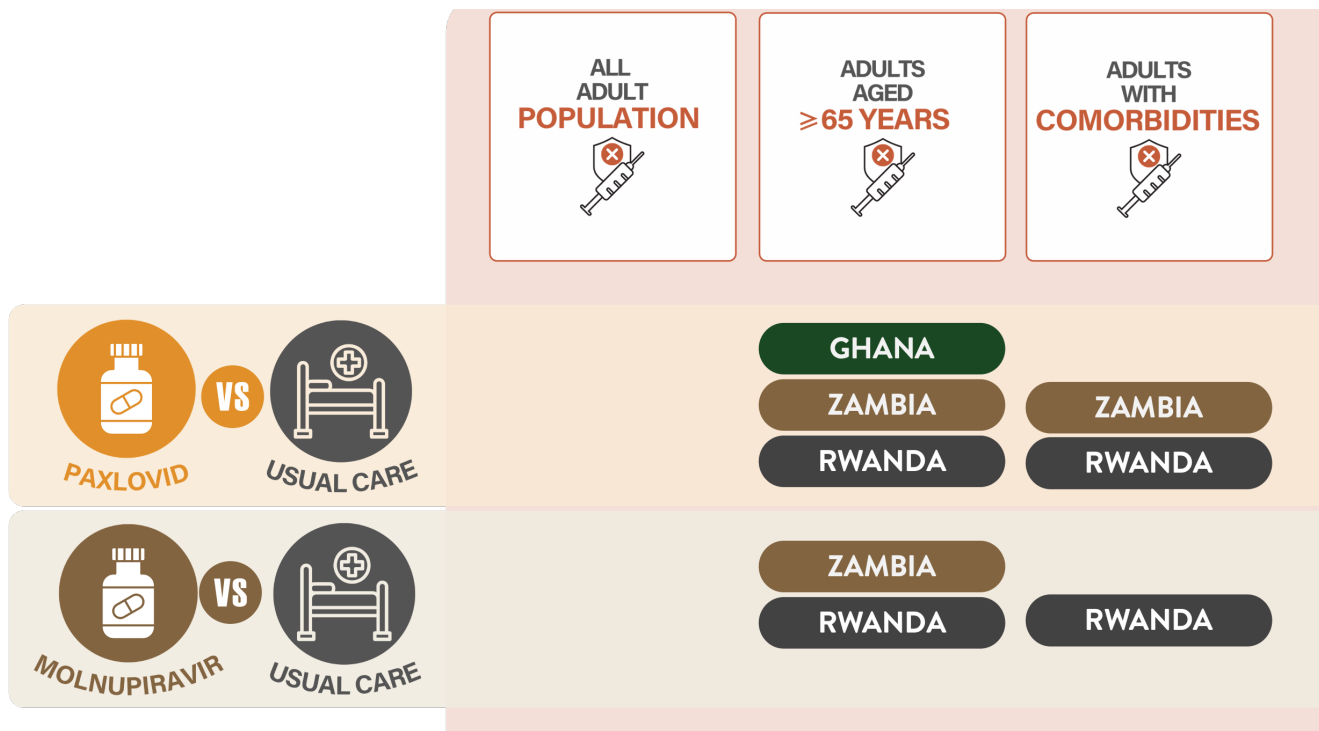 ALL
ADULT
POPULATION
ADULTS
AGED
⩾65 YEARS
ADULTS
WITH
COMORBIDITIES
PAXLOVID
VS
USUAL CARE
GHANA
ZAMBIA
RWANDA
ZAMBIA
RWANDA
MOLNUPIRAVIR
VS
USUAL CARE
ZAMBIA
RWANDA
RWANDA